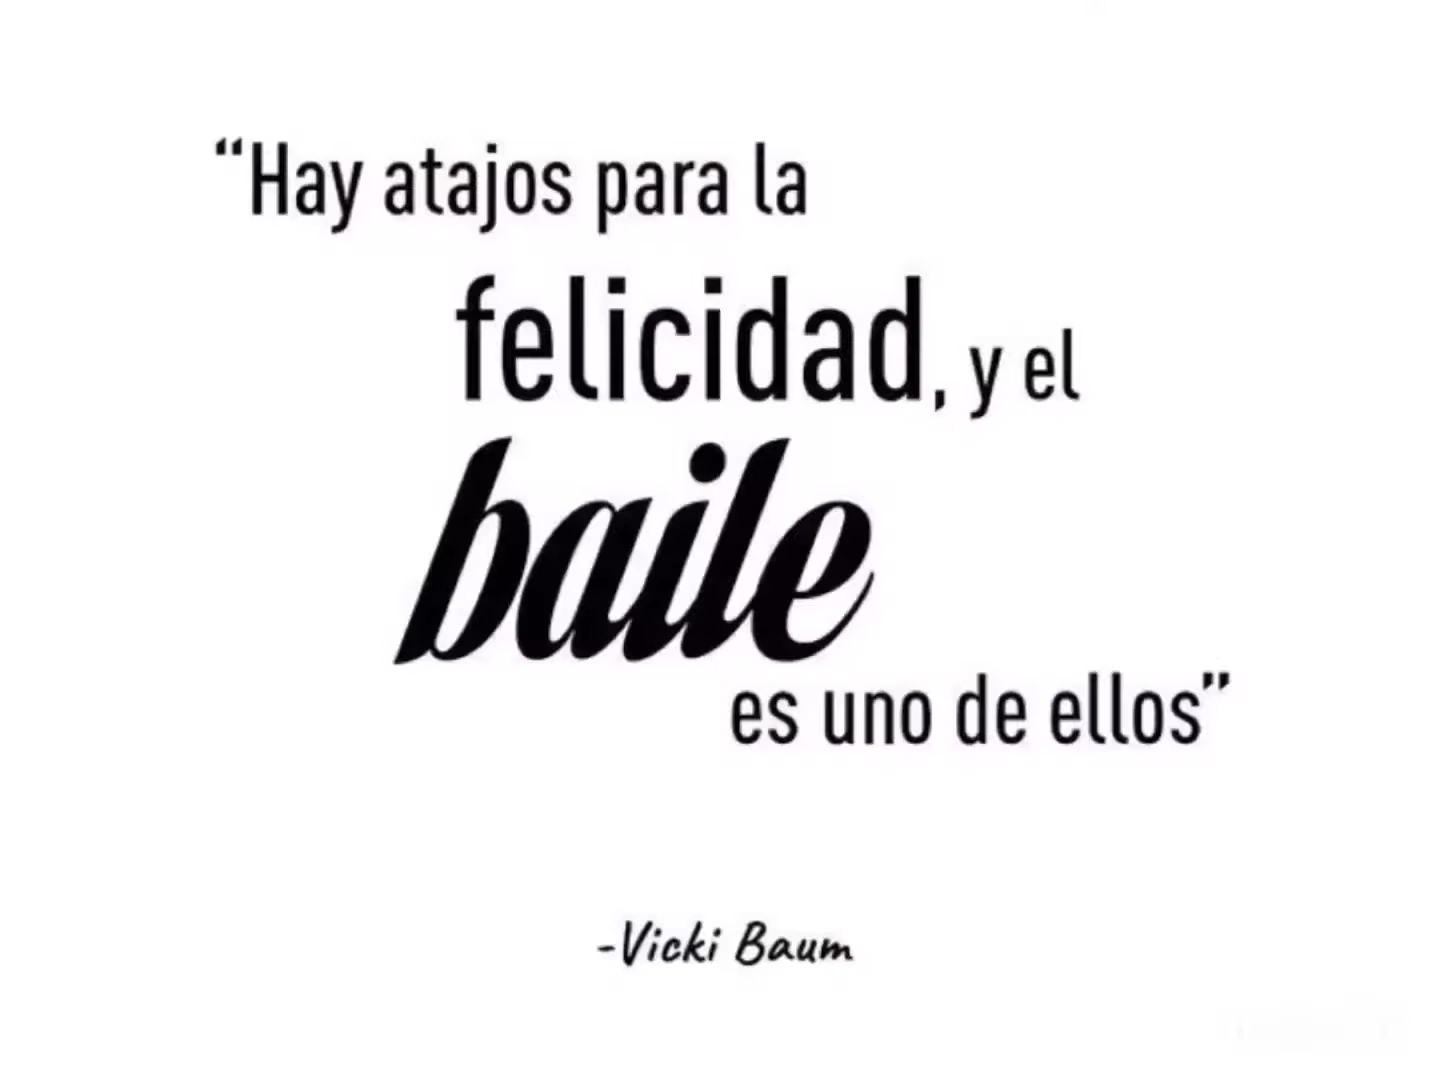 “Hay atajos para la
felicidad, y el
baile
es uno de ellos”
-Vicki Baum